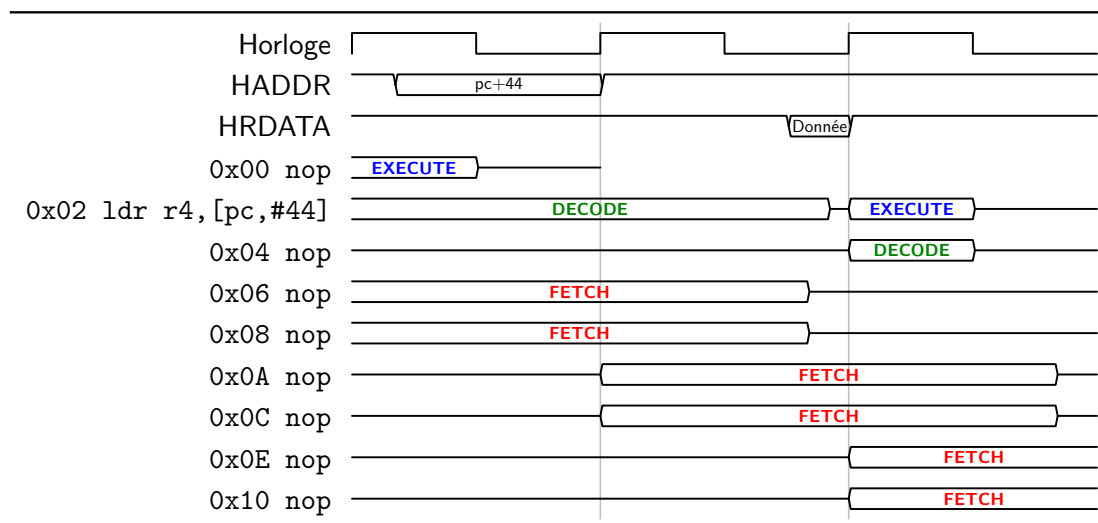 Horloge
HADDR pc+44
HRDATA Donnée
0x00 nop EXECUTE
0x02 ldr r4,[pc,#44] DECODE EXECUTE
0x04 nop DECODE
0x06 nop FETCH
0x08 nop FETCH
0x0A nop FETCH
0x0C nop FETCH
0x0E nop FETCH
0x10 nop FETCH